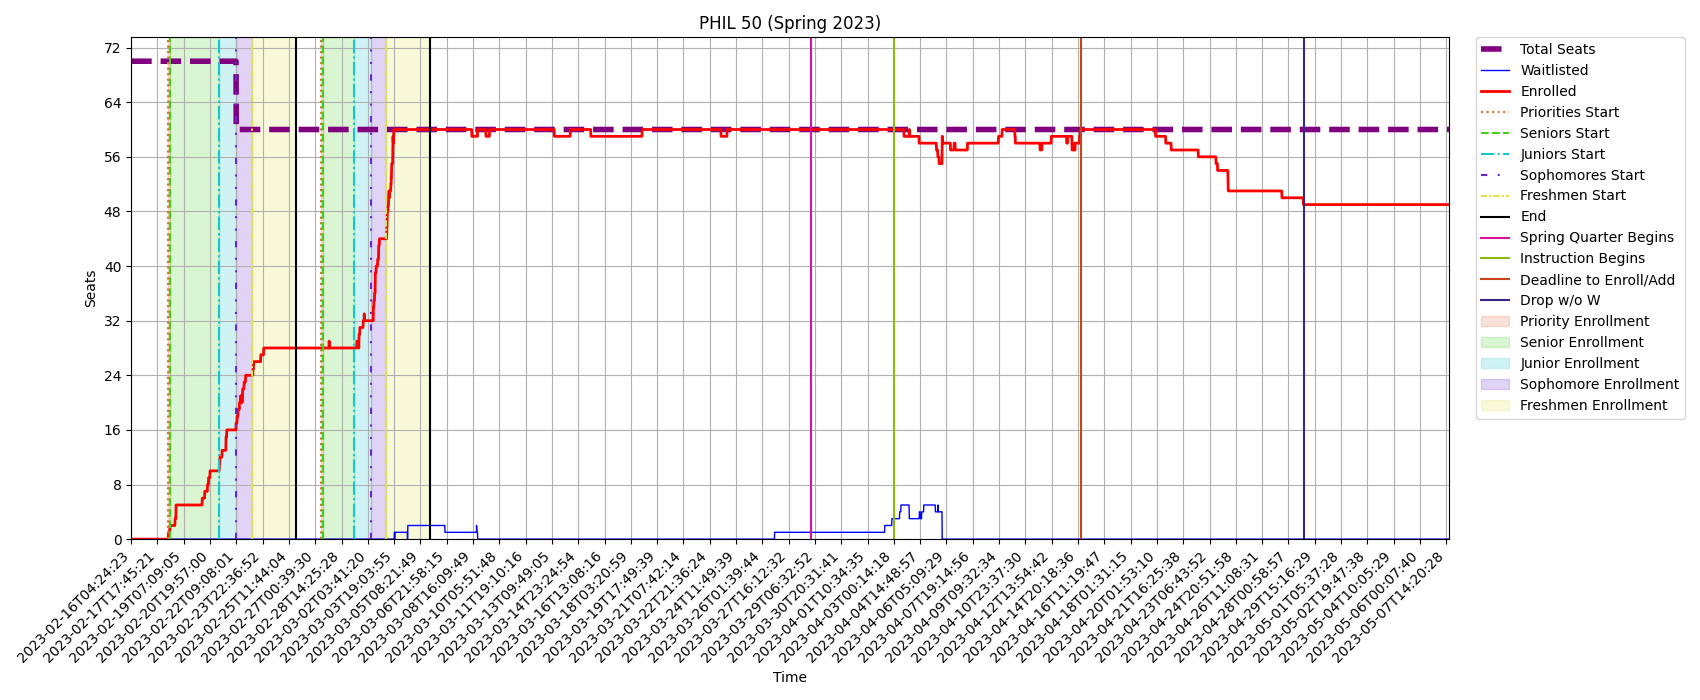 PHIL 50 (Spring 2023)
72
64
56
48
40
32
24
16
8
0
Seats
2023-02-16T04:24:23
2023-02-17T17:45:21
2023-02-19T07:09:05
2023-02-20T19:57:00
2023-02-22T09:08:01
2023-02-23T22:36:52
2023-02-25T11:44:04
2023-02-27T00:39:30
2023-02-28T14:25:28
2023-03-02T03:41:20
2023-03-03T19:03:55
2023-03-05T08:21:49
2023-03-06T21:58:15
2023-03-08T16:09:49
2023-03-10T05:51:48
2023-03-11T19:10:16
2023-03-13T09:49:05
2023-03-14T23:24:54
2023-03-16T13:08:16
2023-03-18T03:20:59
2023-03-19T17:49:39
2023-03-21T07:42:14
2023-03-22T21:36:24
2023-03-24T11:49:39
2023-03-26T01:39:44
2023-03-27T16:12:32
2023-03-29T06:32:52
2023-03-30T20:31:41
2023-04-01T10:34:35
2023-04-03T00:14:18
2023-04-04T14:48:57
2023-04-06T05:09:29
2023-04-07T19:14:56
2023-04-09T09:32:34
2023-04-10T23:37:30
2023-04-12T13:54:42
2023-04-14T20:18:36
2023-04-16T11:19:47
2023-04-18T01:31:15
2023-04-20T01:53:10
2023-04-21T16:25:38
2023-04-23T06:43:52
2023-04-24T20:51:58
2023-04-26T11:08:31
2023-04-28T00:58:57
2023-04-29T15:16:29
2023-05-01T05:37:28
2023-05-02T19:47:38
2023-05-04T10:05:29
2023-05-06T00:07:40
2023-05-07T14:20:28
Time
Total Seats
Waitlisted
Enrolled
Priorities Start
Seniors Start
Juniors Start
Sophomores Start
Freshmen Start
End
Spring Quarter Begins
Instruction Begins
Deadline to Enroll/Add
Drop w/o W
Priority Enrollment
Senior Enrollment
Junior Enrollment
Sophomore Enrollment
Freshmen Enrollment